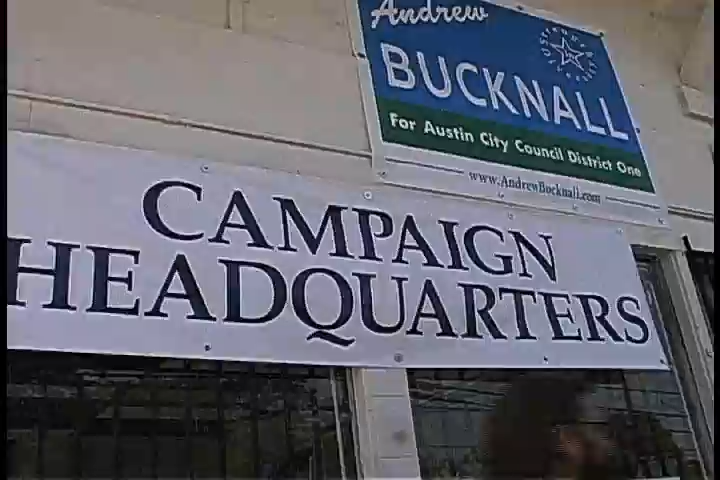 Andrew
BUCKNALL
For Austin City Council District One
www.AndrewBucknall.com
CAMPAIGN
HEADQUARTERS